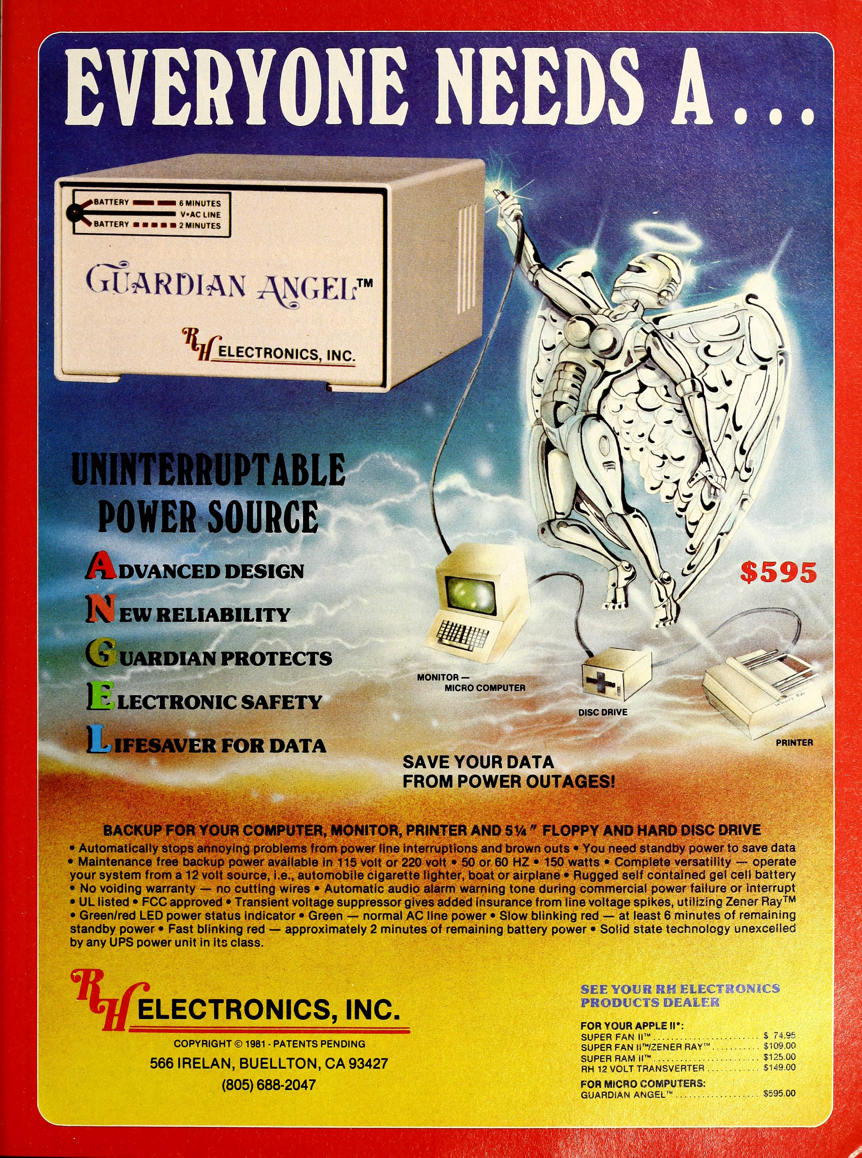 EVERYONE NEEDS A . . .
BATTERY 6 MINUTES
V•AC LINE
BATTERY 2 MINUTES
GUARDIAN ANGEL™
RH ELECTRONICS, INC.
UNINTERRUPTABLE
POWER SOURCE
ADVANCED DESIGN
NEW RELIABILITY
GUARDIAN PROTECTS
ELECTRONIC SAFETY
LIFESAVER FOR DATA
$595
MONITOR —
MICRO COMPUTER
DISC DRIVE
PRINTER
SAVE YOUR DATA
FROM POWER OUTAGES!
BACKUP FOR YOUR COMPUTER, MONITOR, PRINTER AND 5¼" FLOPPY AND HARD DISC DRIVE
• Automatically stops annoying problems from power line interruptions and brown outs • You need standby power to save data
• Maintenance free backup power available in 115 volt or 220 volt • 50 or 60 HZ • 150 watts • Complete versatility — operate
your system from a 12 volt source, i.e., automobile cigarette lighter, boat or airplane • Rugged self contained gel cell battery
• No voiding warranty — no cutting wires • Automatic audio alarm warning tone during commercial power failure or interrupt
• UL listed • FCC approved • Transient voltage suppressor gives added insurance from line voltage spikes, utilizing Zener Ray™
• Green/red LED power status indicator • Green — normal AC line power • Slow blinking red — at least 6 minutes of remaining
standby power • Fast blinking red — approximately 2 minutes of remaining battery power • Solid state technology unexcelled
by any UPS power unit in its class.
RH ELECTRONICS, INC.
COPYRIGHT © 1981 - PATENTS PENDING
566 IRELAN, BUELLTON, CA 93427
(805) 688-2047
SEE YOUR RH ELECTRONICS
PRODUCTS DEALER
FOR YOUR APPLE II*:
SUPER FAN II™ $ 74.95
SUPER FAN II™/ZENER RAY™ $109.00
SUPER RAM II™ $125.00
RH 12 VOLT TRANSVERTER $149.00
FOR MICRO COMPUTERS:
GUARDIAN ANGEL™ $595.00